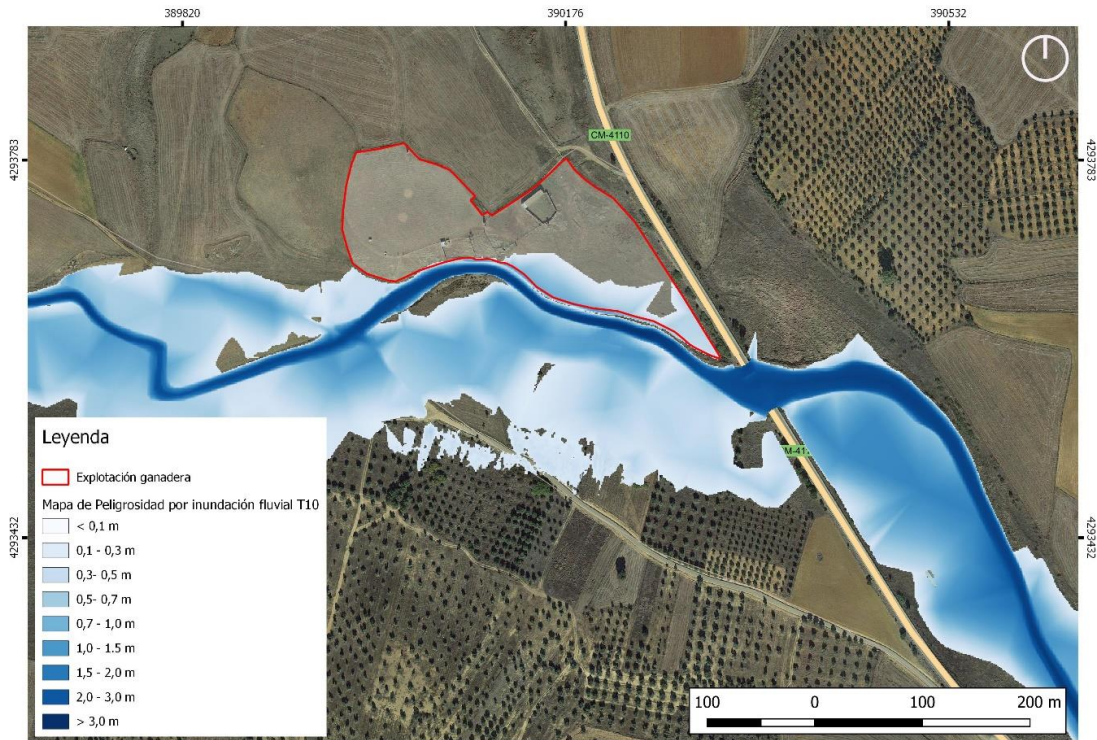 389820 390176 390532
4293783 CM-4110 4293783
4293432 4293432
Leyenda
Explotación ganadera
Mapa de Peligrosidad por inundación fluvial T10
< 0,1 m
0,1 - 0,3 m
0,3- 0,5 m
0,5- 0,7 m
0,7 - 1,0 m
1,0 - 1.5 m
1,5 - 2,0 m
2,0 - 3,0 m
> 3,0 m
100 0 100 200 m